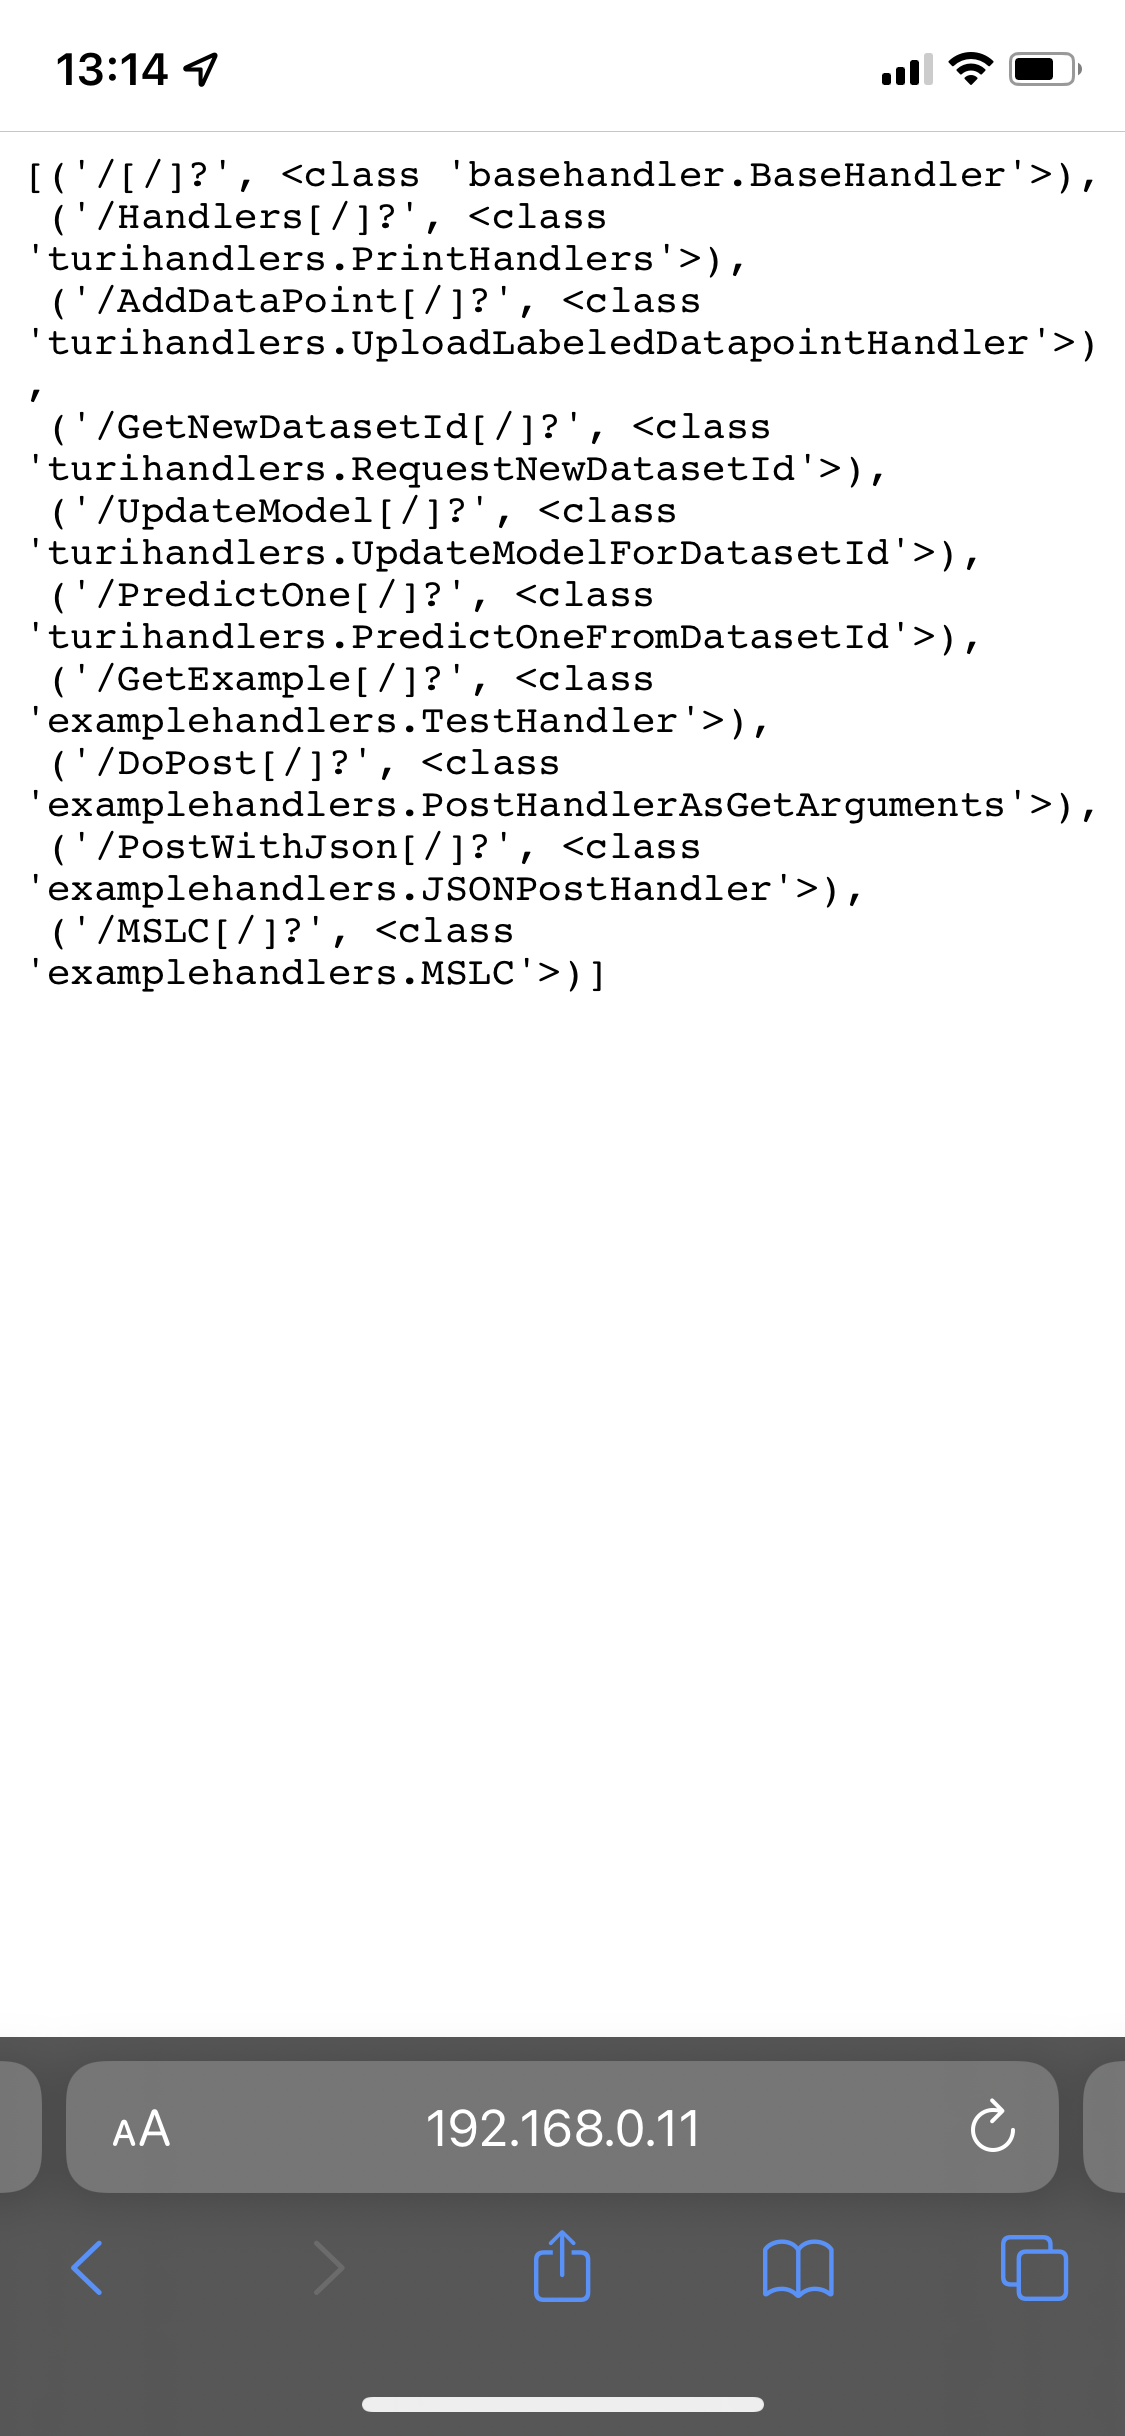 13:14
[('/[/]?', <class 'basehandler.BaseHandler'>),
 ('/Handlers[/]?', <class
'turihandlers.PrintHandlers'>),
 ('/AddDataPoint[/]?', <class
'turihandlers.UploadLabeledDatapointHandler'>)
,
 ('/GetNewDatasetId[/]?', <class
'turihandlers.RequestNewDatasetId'>),
 ('/UpdateModel[/]?', <class
'turihandlers.UpdateModelForDatasetId'>),
 ('/PredictOne[/]?', <class
'turihandlers.PredictOneFromDatasetId'>),
 ('/GetExample[/]?', <class
'examplehandlers.TestHandler'>),
 ('/DoPost[/]?', <class
'examplehandlers.PostHandlerAsGetArguments'>),
 ('/PostWithJson[/]?', <class
'examplehandlers.JSONPostHandler'>),
 ('/MSLC[/]?', <class
'examplehandlers.MSLC'>)]
AA 192.168.0.11